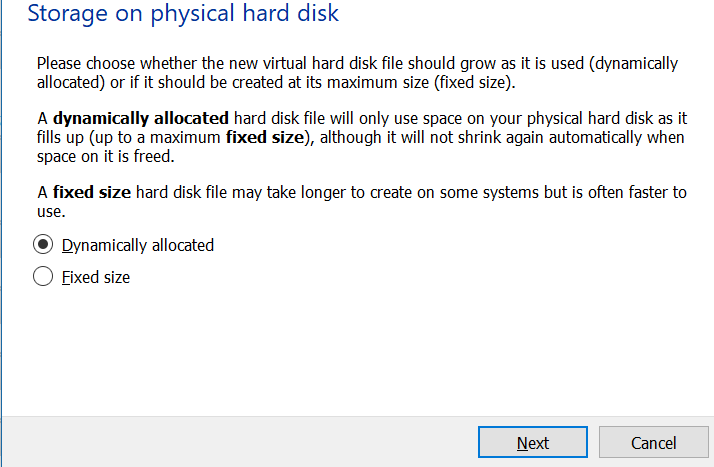 Storage on physical hard disk
Please choose whether the new virtual hard disk file should grow as it is used (dynamically
allocated) or if it should be created at its maximum size (fixed size).
A dynamically allocated hard disk file will only use space on your physical hard disk as it
fills up (up to a maximum fixed size), although it will not shrink again automatically when
space on it is freed.
A fixed size hard disk file may take longer to create on some systems but is often faster to
use.
Dynamically allocated
Fixed size
Next
Cancel